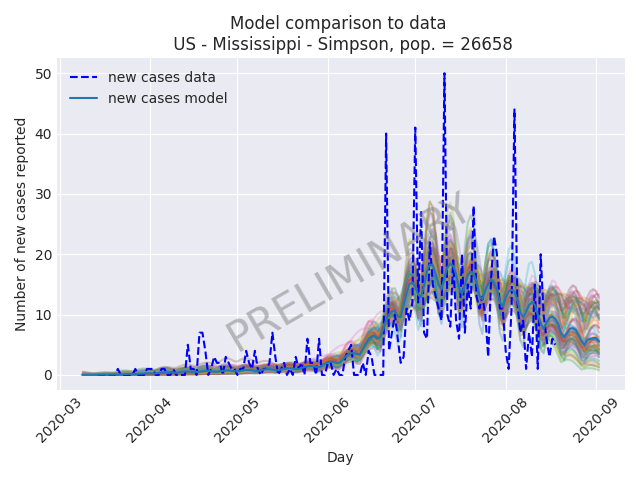 Model comparison to data
US - Mississippi - Simpson, pop. = 26658
new cases data
new cases model
PRELIMINARY
Number of new cases reported
50
40
30
20
10
0
2020-03
2020-04
2020-05
2020-06
2020-07
2020-08
2020-09
Day